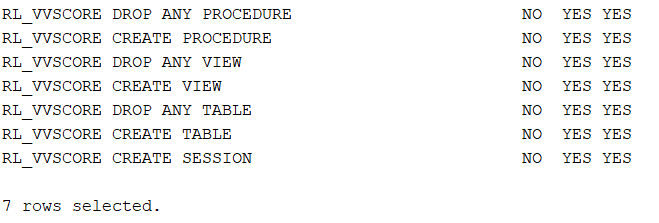 RL_VVSCORE DROP ANY PROCEDURE NO YES YES
RL_VVSCORE CREATE PROCEDURE NO YES YES
RL_VVSCORE DROP ANY VIEW NO YES YES
RL_VVSCORE CREATE VIEW NO YES YES
RL_VVSCORE DROP ANY TABLE NO YES YES
RL_VVSCORE CREATE TABLE NO YES YES
RL_VVSCORE CREATE SESSION NO YES YES
7 rows selected.